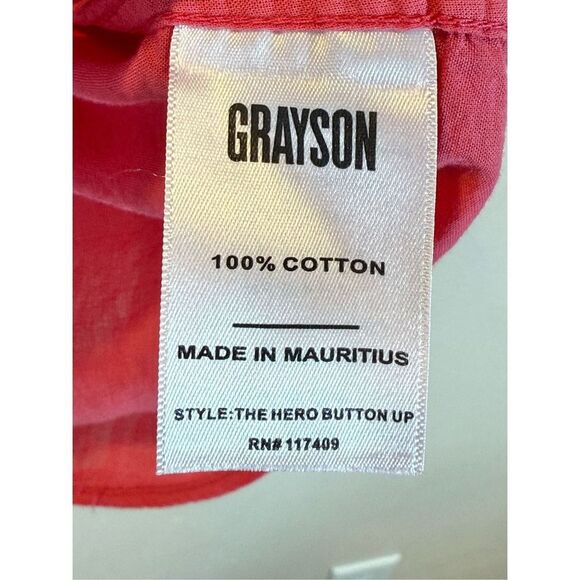 GRAYSON
100% COTTON
MADE IN MAURITIUS
STYLE:THE HERO BUTTON UP
RN# 117409